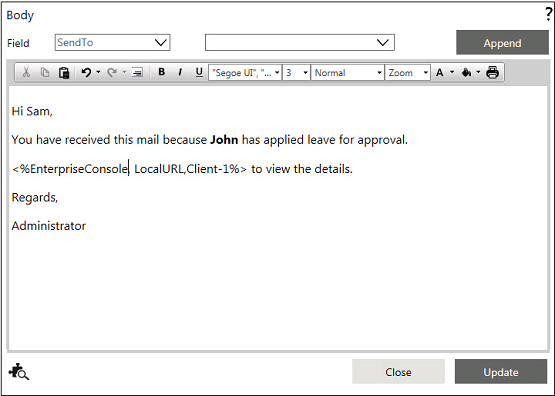 Body ?
Field SendTo Append
B I U "Segoe UI", "... 3 Normal Zoom A
Hi Sam,
You have received this mail because John has applied leave for approval.
<%EnterpriseConsole LocalURL,Client-1%> to view the details.
Regards,
Administrator
Close Update